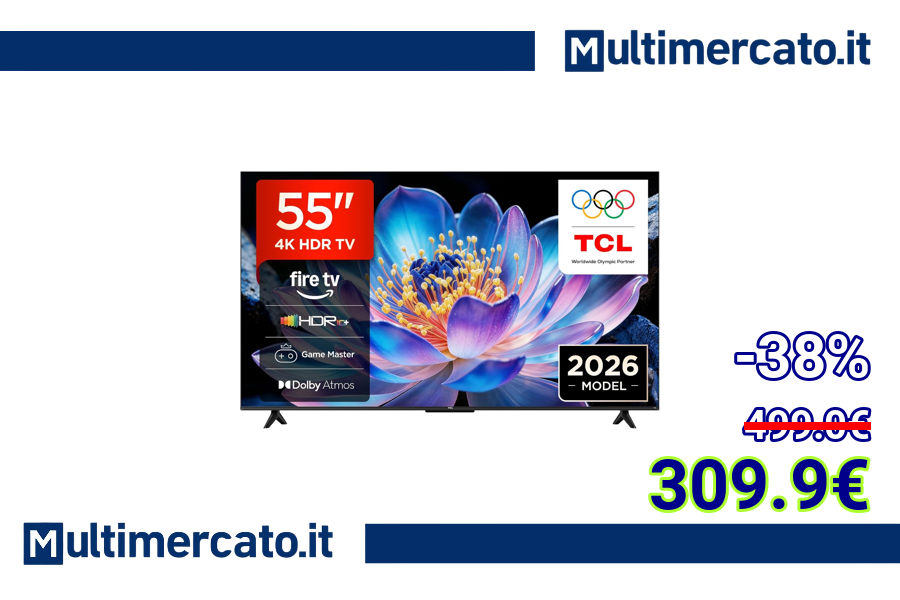 Multimercato.it
55"
4K HDR TV
fire tv
HDR10+
Game Master
Dolby Atmos
TCL
Worldwide Olympic Partner
2026
MODEL
-38%
499.0€
309.9€
Multimercato.it